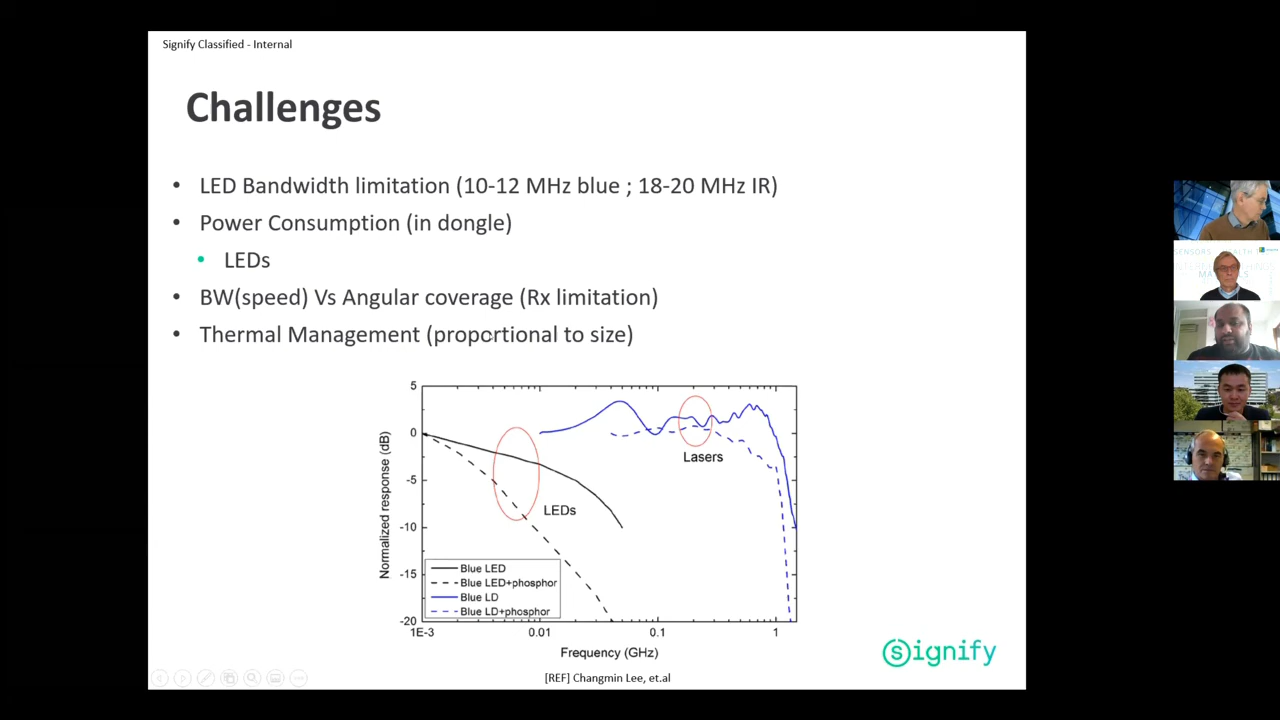 Signify Classified - Internal
Challenges
• LED Bandwidth limitation (10-12 MHz blue ; 18-20 MHz IR)
• Power Consumption (in dongle)
• LEDs
• BW(speed) Vs Angular coverage (Rx limitation)
• Thermal Management (proportional to size)
Normalized response (dB)
5
0
-5
-10
-15
-20
Lasers
LEDs
Blue LED
Blue LED+phosphor
Blue LD
Blue LD+phosphor
1E-3 0.01 0.1 1
Frequency (GHz)
[REF] Changmin Lee, et.al
signify